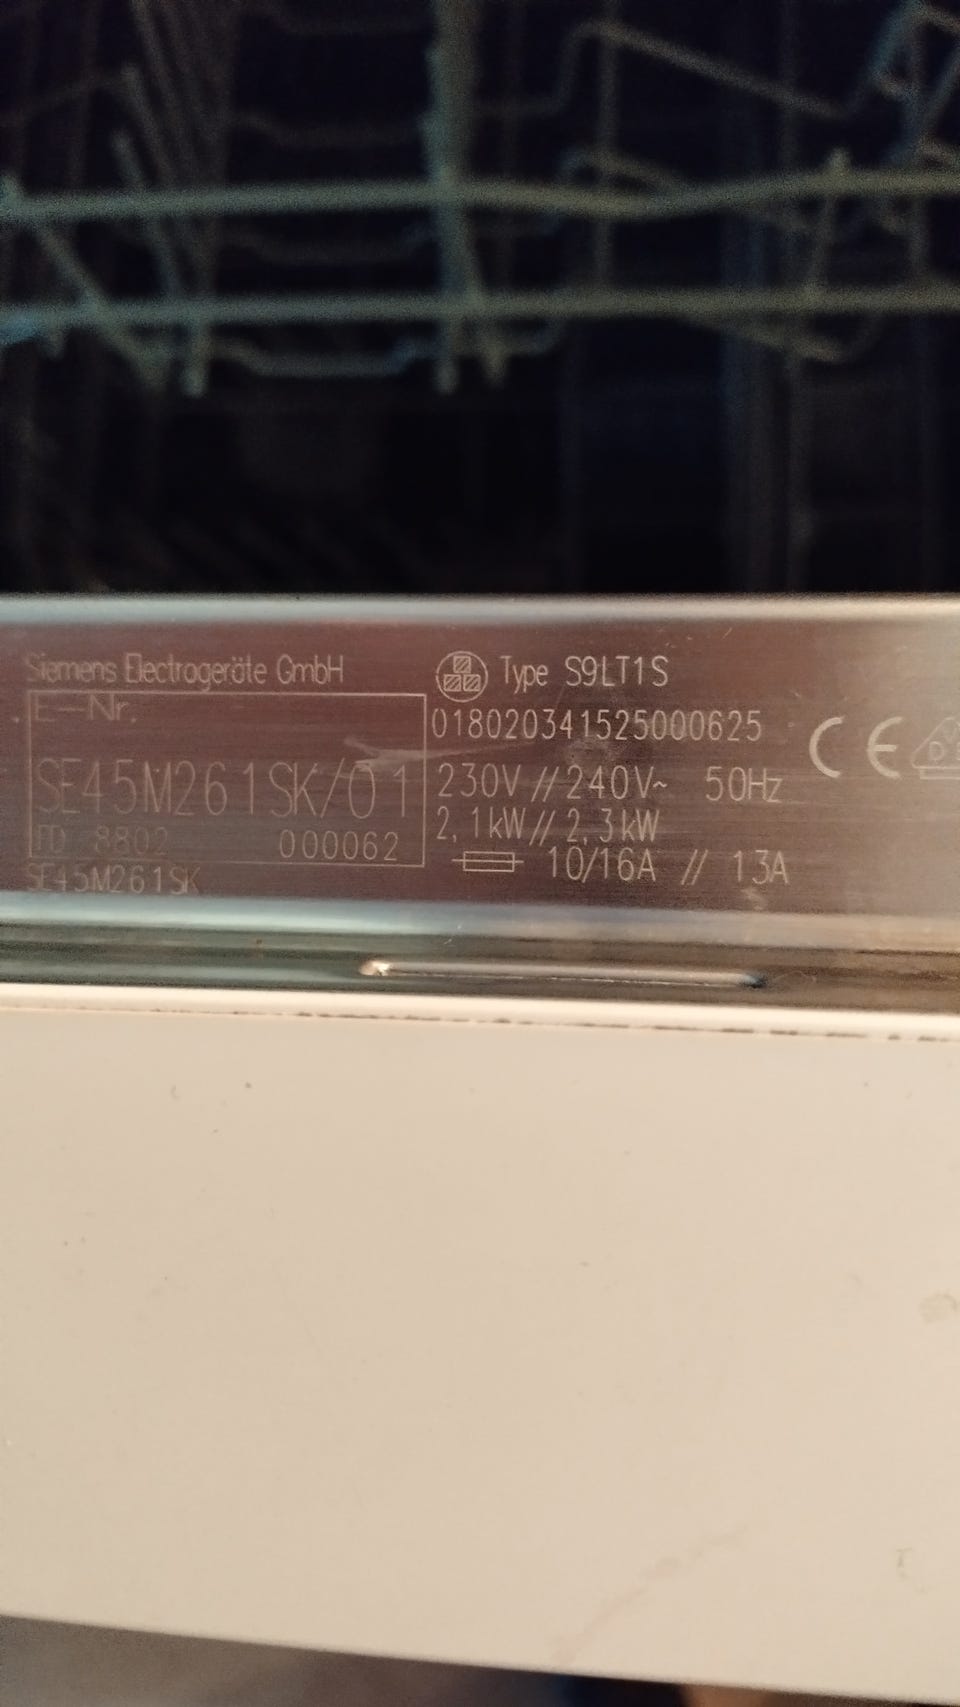 Siemens Electrogeräte GmbH
E-Nr.
SE45M261SK/01
FD 8802 000062
SE45M261SK
Type S9LT1S
018020341525000625
230V//240V~ 50Hz
2,1kW//2,3kW
10/16A // 13A
CE